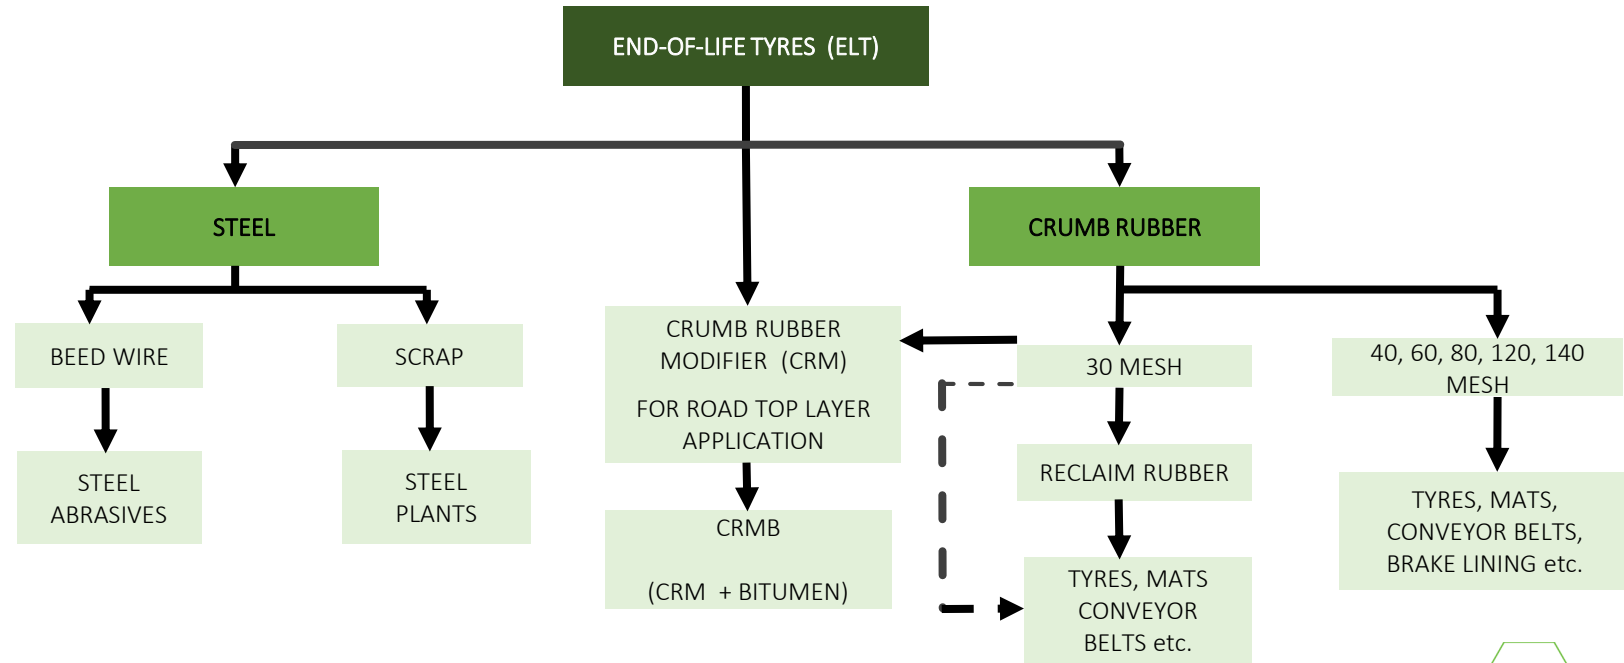 END-OF-LIFE TYRES (ELT)
STEEL
CRUMB RUBBER
BEED WIRE
SCRAP
CRUMB RUBBER
MODIFIER (CRM)
FOR ROAD TOP LAYER
APPLICATION
30 MESH
40, 60, 80, 120, 140
MESH
STEEL
ABRASIVES
STEEL
PLANTS
RECLAIM RUBBER
TYRES, MATS,
CONVEYOR BELTS,
BRAKE LINING etc.
CRMB
(CRM + BITUMEN)
TYRES, MATS
CONVEYOR
BELTS etc.